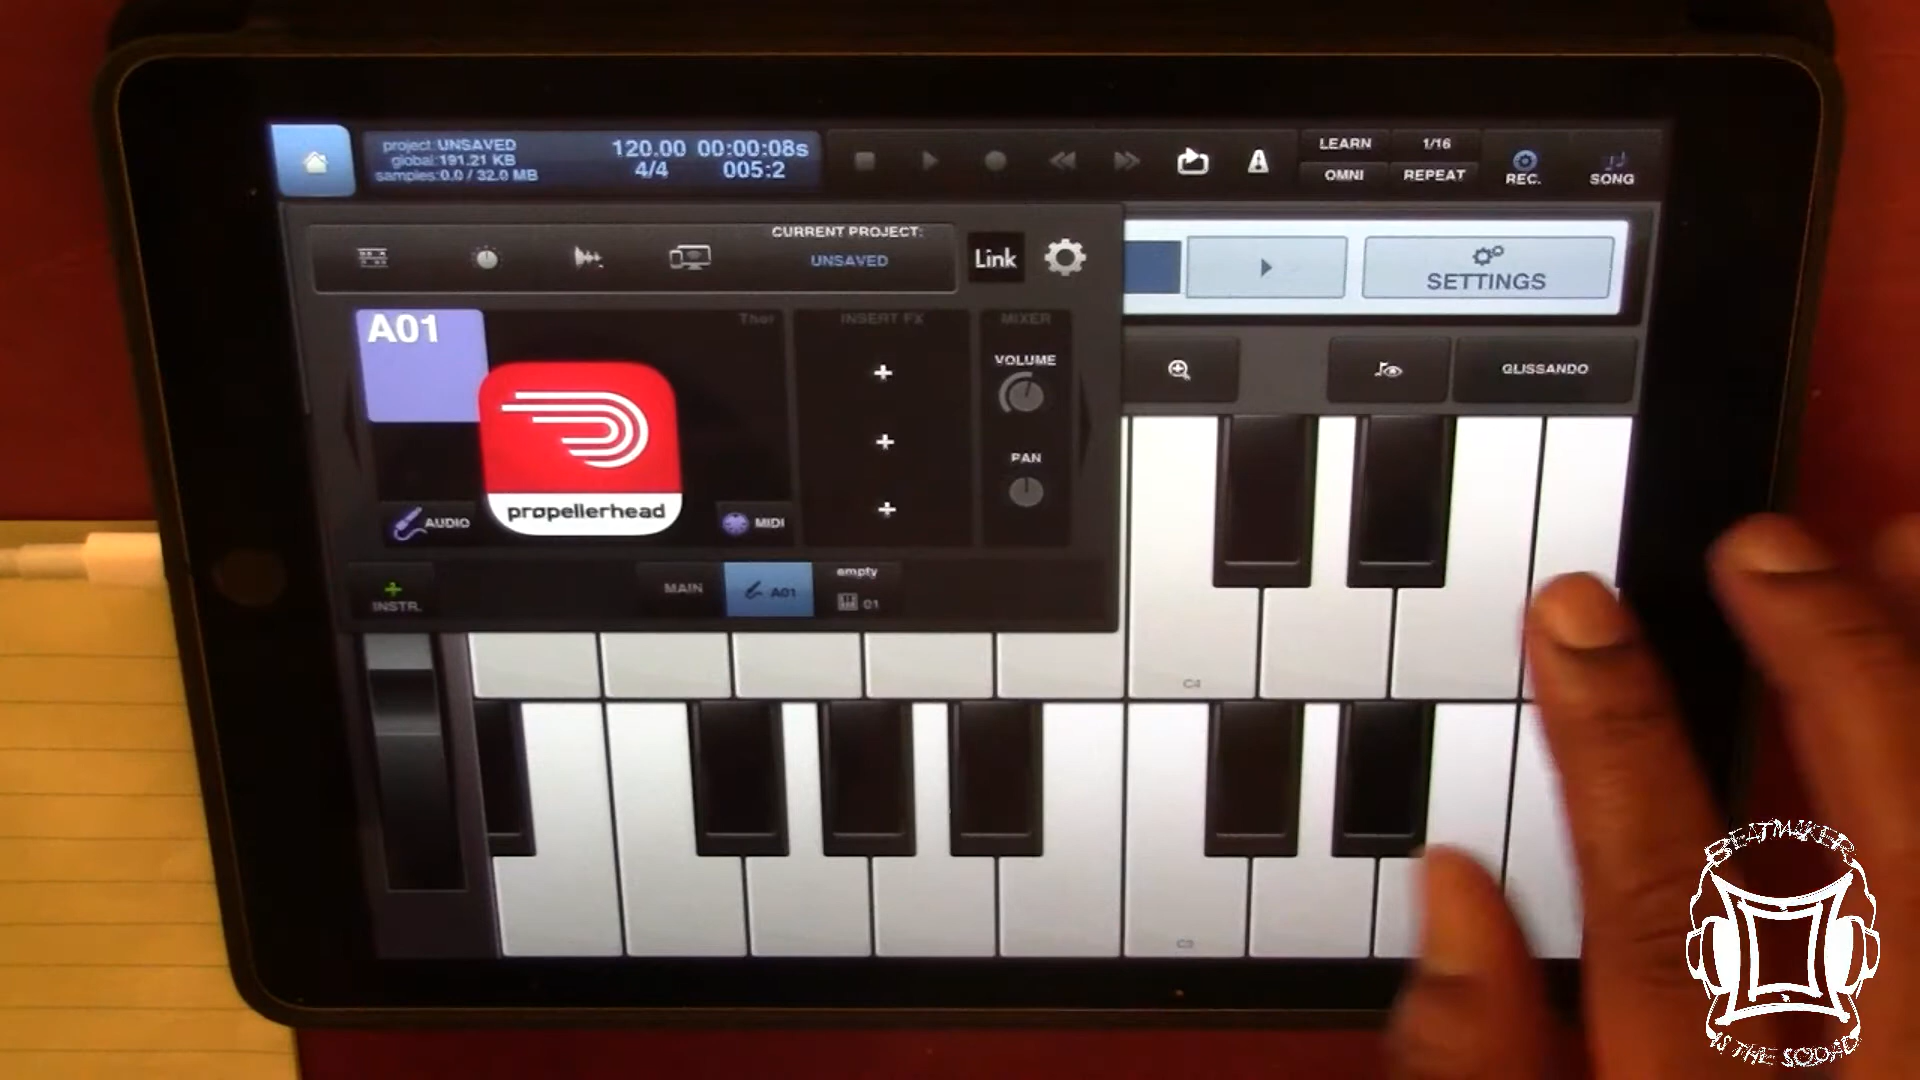 project: UNSAVED
global: 191.21 KB
samples: 0.0 / 32.0 MB
120.00 00:00:08s
4/4 005:2
LEARN 1/16
OMNI REPEAT
REC. SONG
CURRENT PROJECT:
UNSAVED
Link
SETTINGS
A01
Thor
INSERT FX
MIXER
VOLUME
GLISSANDO
+
+
+
PAN
propellerhead
AUDIO
MIDI
+
INSTR.
MAIN
A01
empty
01
C4
C3
BEATMAKER
IS THE SQUAD